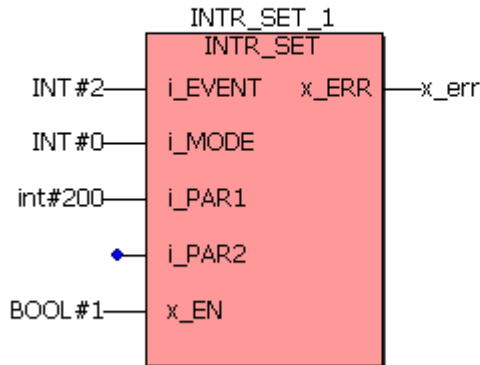 INTR_SET_1
INTR_SET
INT#2 i_EVENT x_ERR x_err
INT#0 i_MODE
int#200 i_PAR1
i_PAR2
BOOL#1 x_EN